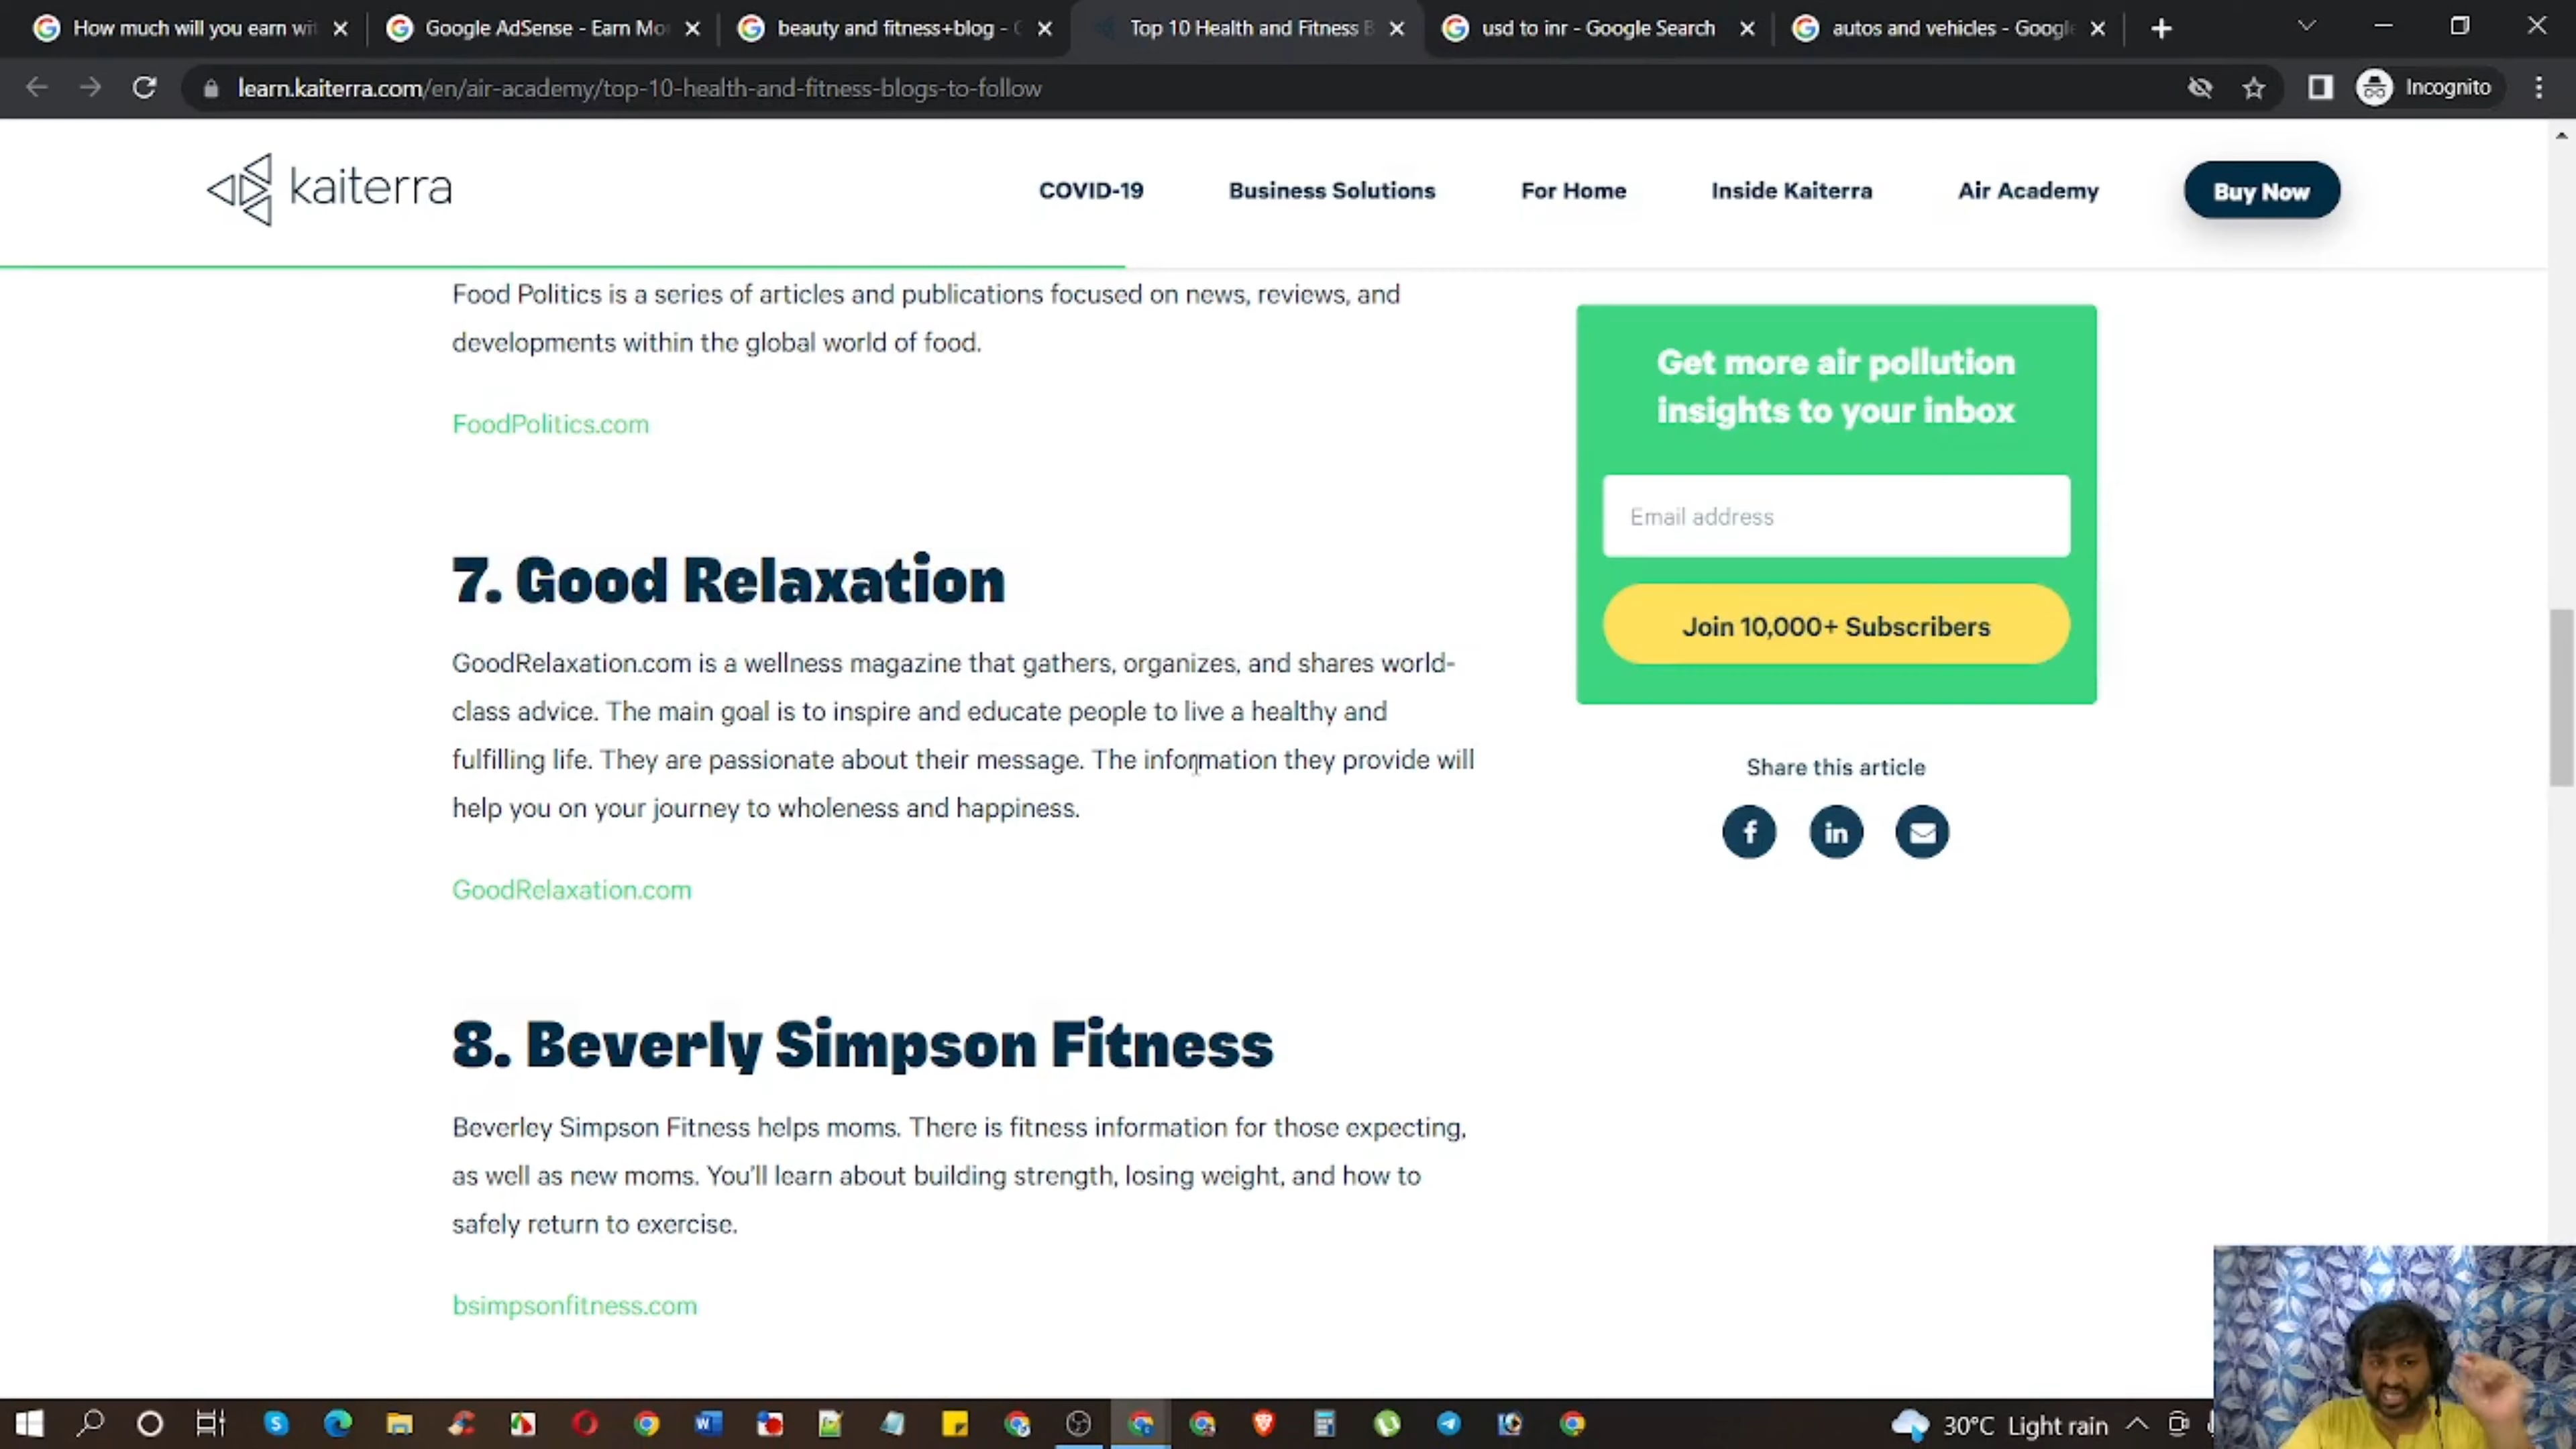 How much will you earn wi
Google AdSense - Earn Mo
beauty and fitness+blog -
Top 10 Health and Fitness B
usd to inr - Google Search
autos and vehicles - Google
learn.kaiterra.com/en/air-academy/top-10-health-and-fitness-blogs-to-follow
Incognito
kaiterra
COVID-19
Business Solutions
For Home
Inside Kaiterra
Air Academy
Buy Now
Food Politics is a series of articles and publications focused on news, reviews, and
developments within the global world of food.
FoodPolitics.com
7. Good Relaxation
GoodRelaxation.com is a wellness magazine that gathers, organizes, and shares world-
class advice. The main goal is to inspire and educate people to live a healthy and
fulfilling life. They are passionate about their message. The information they provide will
help you on your journey to wholeness and happiness.
GoodRelaxation.com
8. Beverly Simpson Fitness
Beverley Simpson Fitness helps moms. There is fitness information for those expecting,
as well as new moms. You'll learn about building strength, losing weight, and how to
safely return to exercise.
bsimpsonfitness.com
Get more air pollution
insights to your inbox
Email address
Join 10,000+ Subscribers
Share this article
30°C Light rain